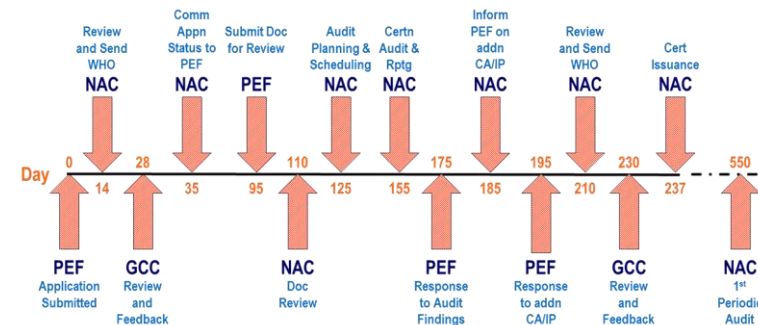 Comm
Appn
Status to
PEF
Inform
PEF on
addn
CA/IP
Review
and Send
WHO
Submit Doc
for Review
Audit
Planning &
Scheduling
Certn
Audit &
Rptg
Review
and Send
WHO
Cert
Issuance
NAC NAC PEF NAC NAC NAC NAC NAC
0 28 110 175 195 230 550
Day
14 35 95 125 155 185 210 237
PEF GCC NAC PEF PEF GCC NAC
Application
Submitted
Review
and
Feedback
Doc
Review
Response
to Audit
Findings
Response
to addn
CA/IP
Review
and
Feedback
1st
Periodic
Audit